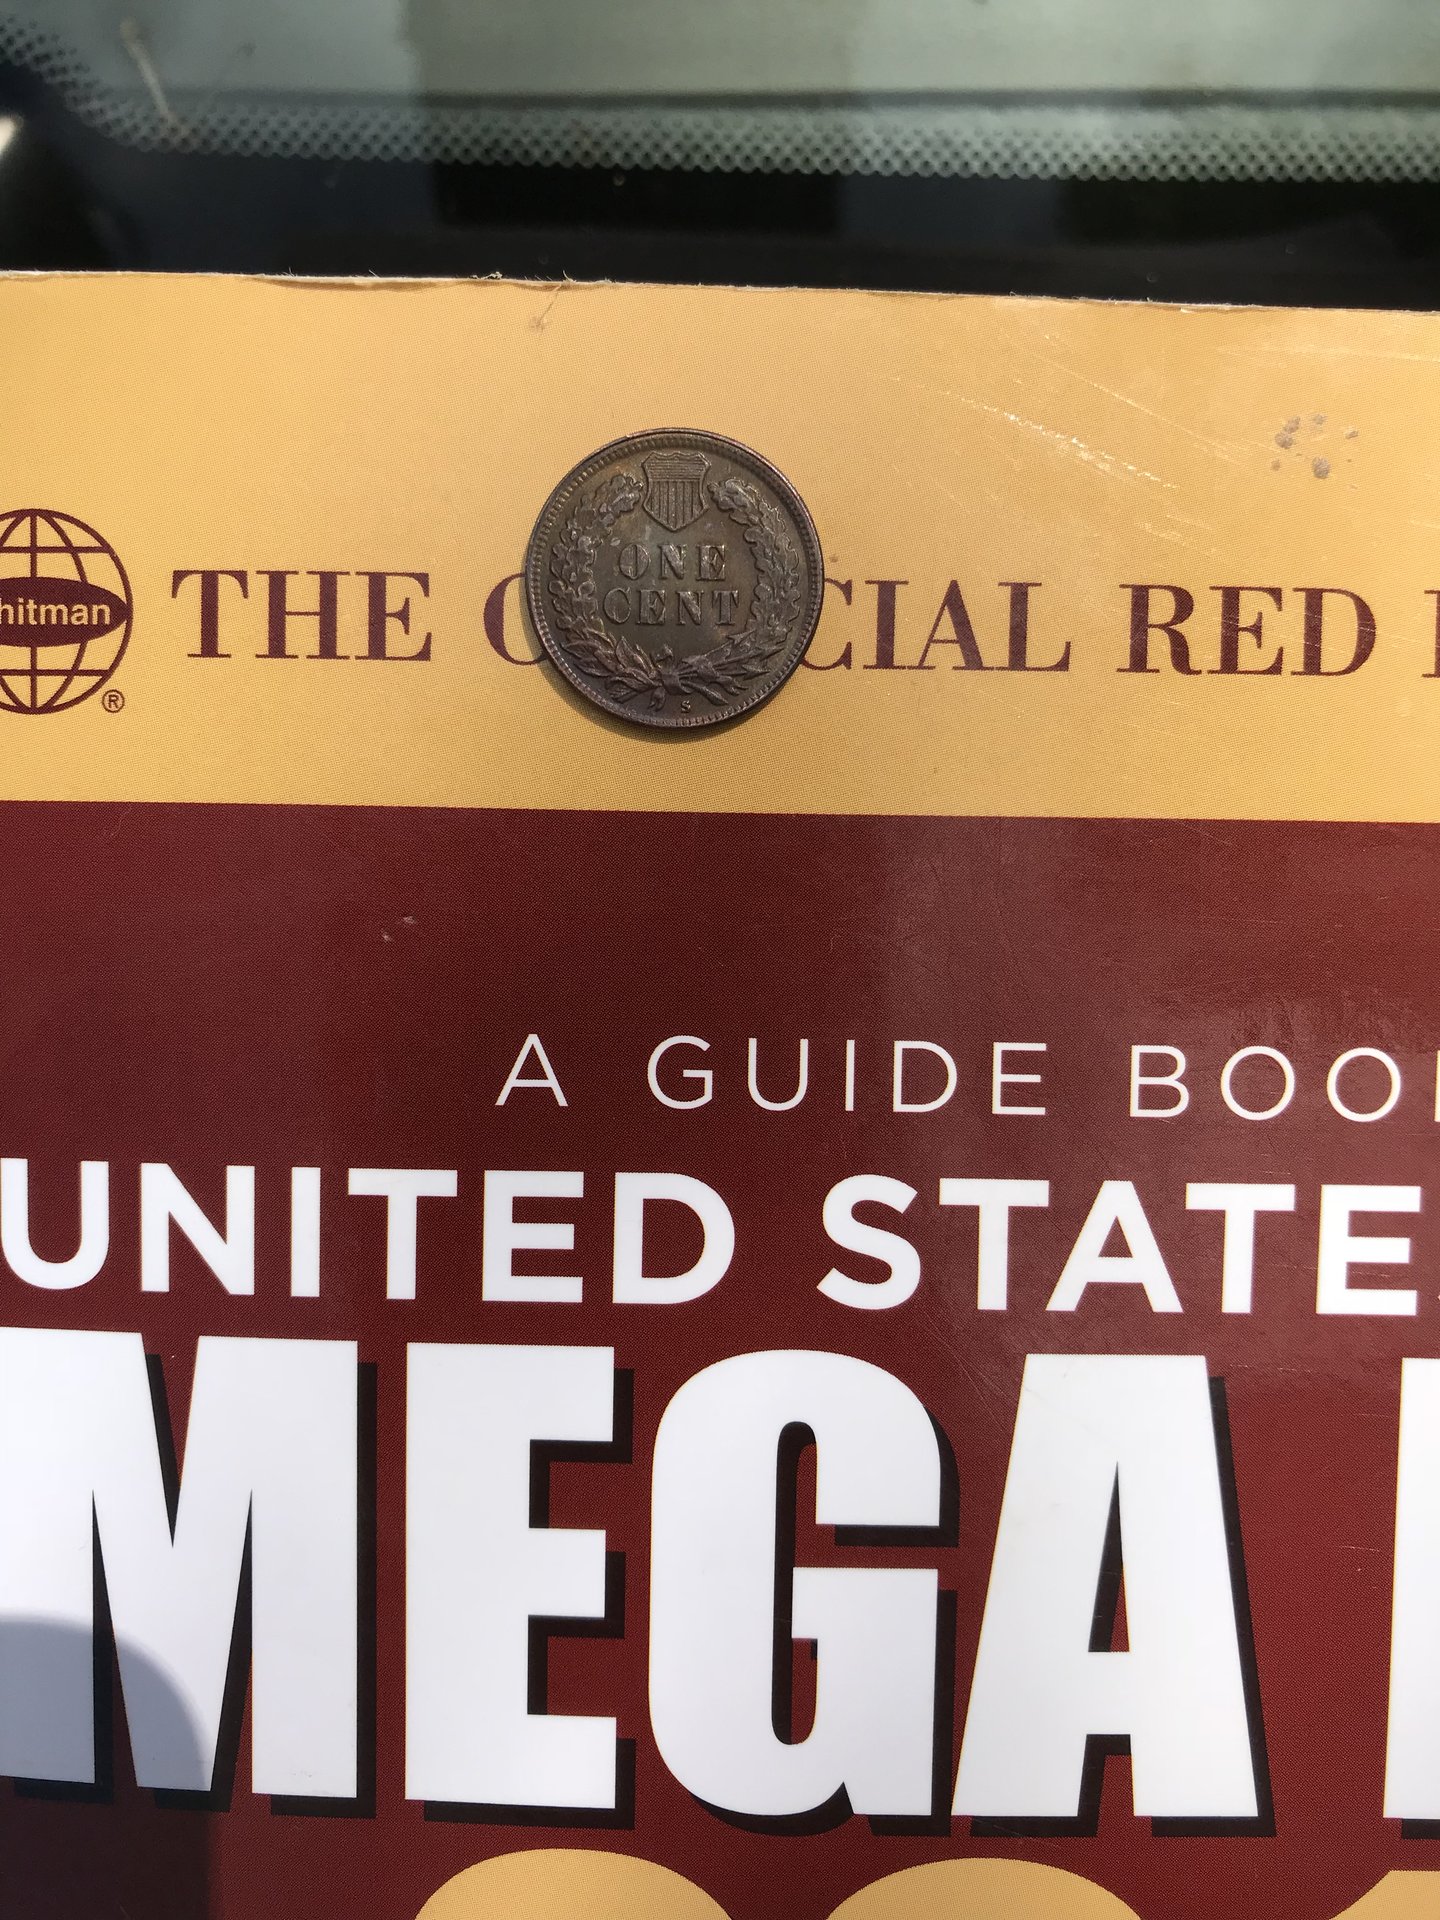 hitman
®
THE O CIAL RED
ONE
CENT
S
A GUIDE BOO
UNITED STATE
MEGA